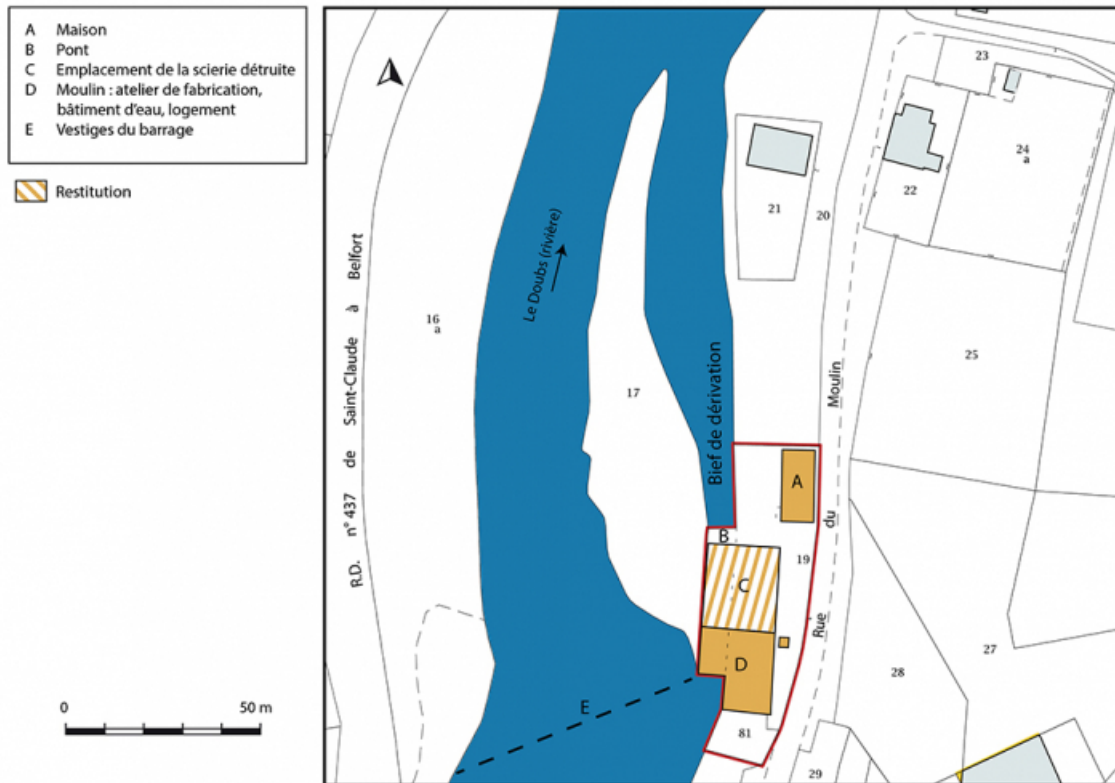 A Maison
B Pont
C Emplacement de la scierie détruite
D Moulin : atelier de fabrication,
bâtiment d'eau, logement
E Vestiges du barrage
Restitution
0 50 m
R.D. n° 437 de Saint-Claude à Belfort
16
a
Le Doubs (rivière)
17
Bief de dérivation
21
20
22
23
24
a
25
Rue du Moulin
A
B
C
19
D
E
81
27
28
29